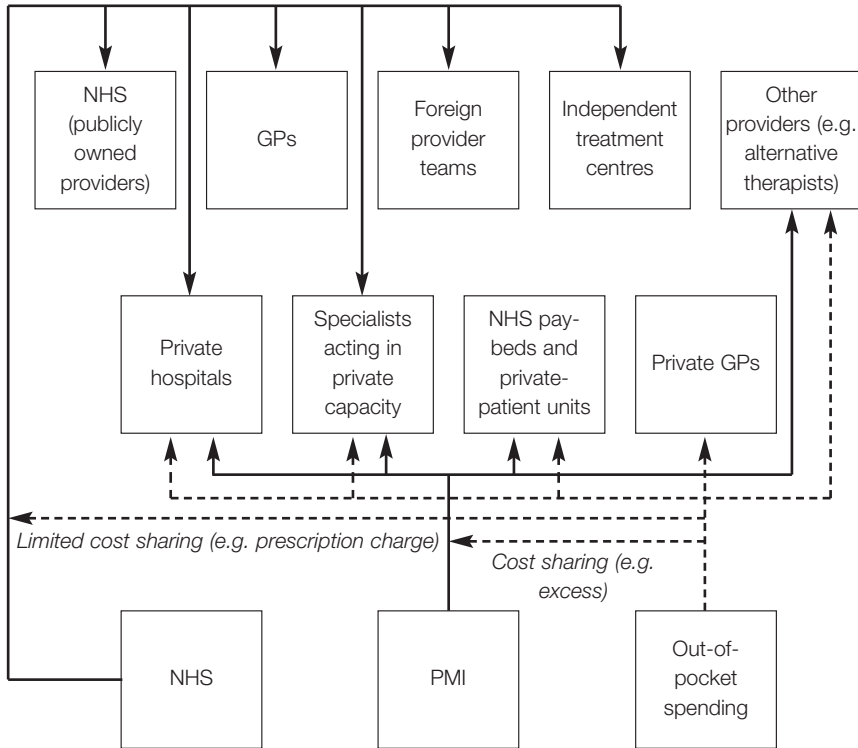 NHS
(publicly
owned
providers)
GPs
Foreign
provider
teams
Independent
treatment
centres
Other
providers (e.g.
alternative
therapists)
Private
hospitals
Specialists
acting in
private
capacity
NHS pay-
beds and
private-
patient units
Private GPs
Limited cost sharing (e.g. prescription charge)
Cost sharing (e.g.
excess)
NHS
PMI
Out-of-
pocket
spending